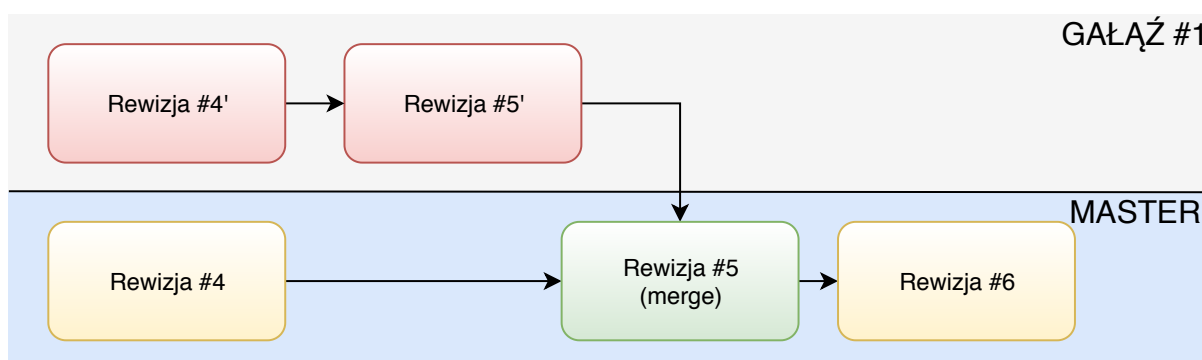 GAŁĄŹ #1
Rewizja #4'
Rewizja #5'
MASTER
Rewizja #4
Rewizja #5
(merge)
Rewizja #6